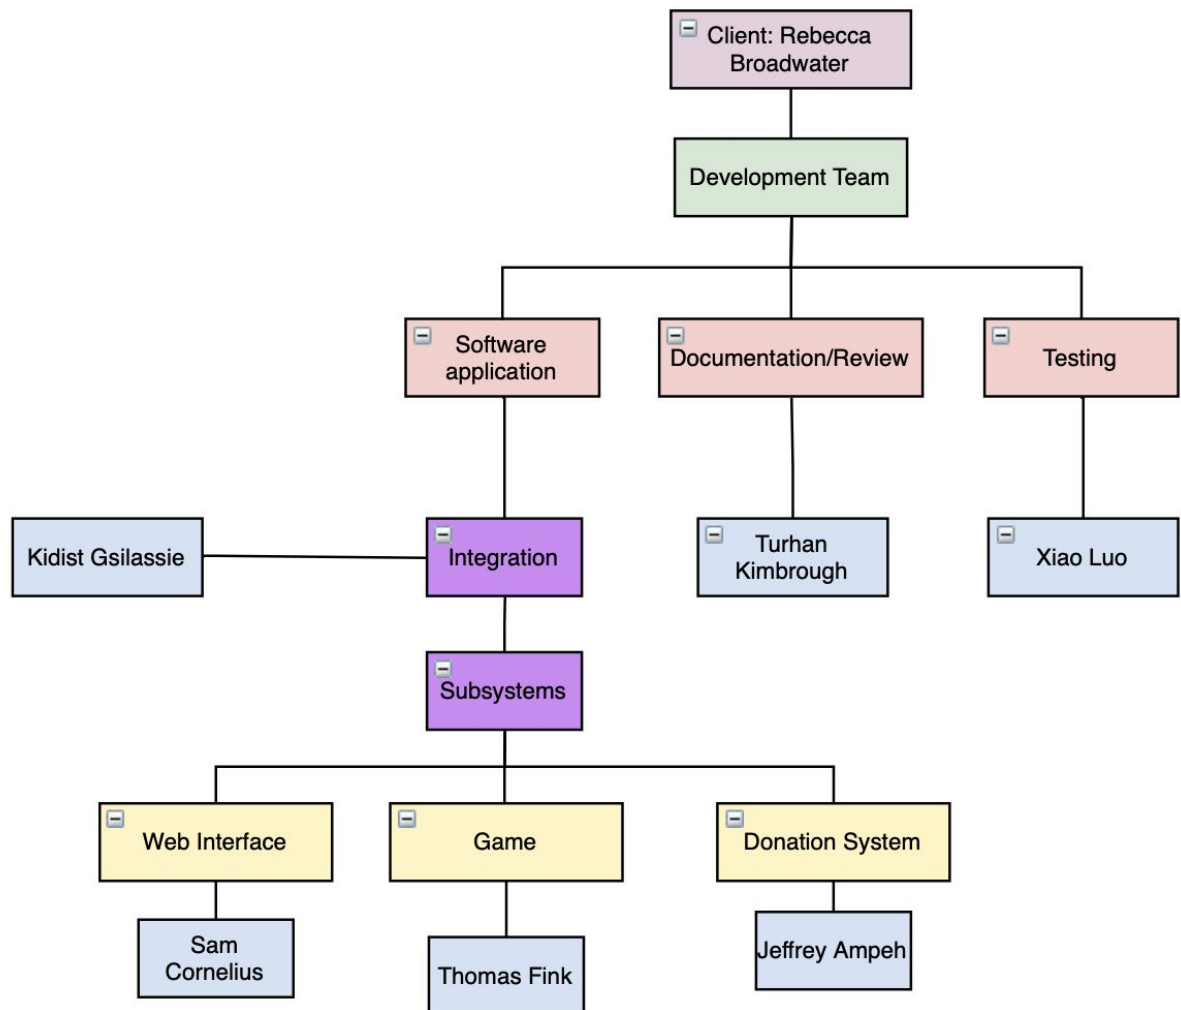 Client: Rebecca
Broadwater
Development Team
Software
application
Documentation/Review
Testing
Kidist Gsilassie
Integration
Turhan
Kimbrough
Xiao Luo
Subsystems
Web Interface
Game
Donation System
Sam
Cornelius
Thomas Fink
Jeffrey Ampeh